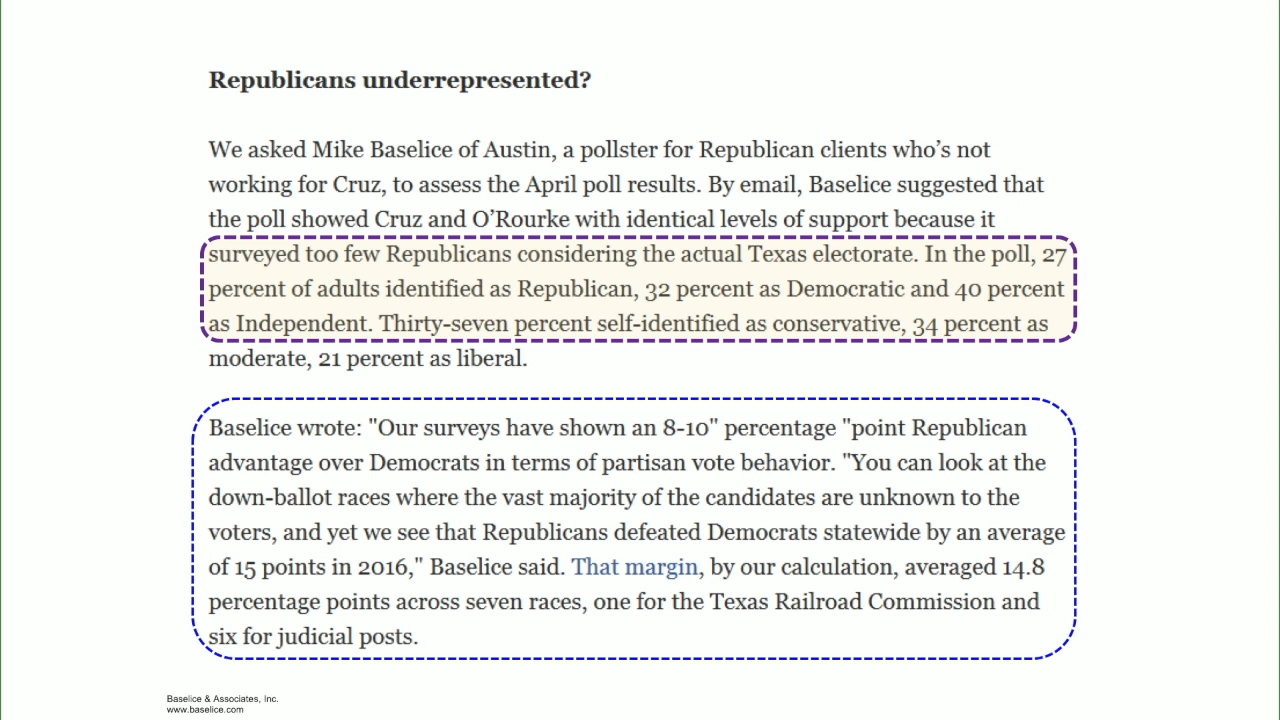 Republicans underrepresented?
We asked Mike Baselice of Austin, a pollster for Republican clients who’s not
working for Cruz, to assess the April poll results. By email, Baselice suggested that
the poll showed Cruz and O’Rourke with identical levels of support because it
surveyed too few Republicans considering the actual Texas electorate. In the poll, 27
percent of adults identified as Republican, 32 percent as Democratic and 40 percent
as Independent. Thirty-seven percent self-identified as conservative, 34 percent as
moderate, 21 percent as liberal.
Baselice wrote: "Our surveys have shown an 8-10" percentage "point Republican
advantage over Democrats in terms of partisan vote behavior. "You can look at the
down-ballot races where the vast majority of the candidates are unknown to the
voters, and yet we see that Republicans defeated Democrats statewide by an average
of 15 points in 2016," Baselice said. That margin, by our calculation, averaged 14.8
percentage points across seven races, one for the Texas Railroad Commission and
six for judicial posts.
Baselice & Associates, Inc.
www.baselice.com